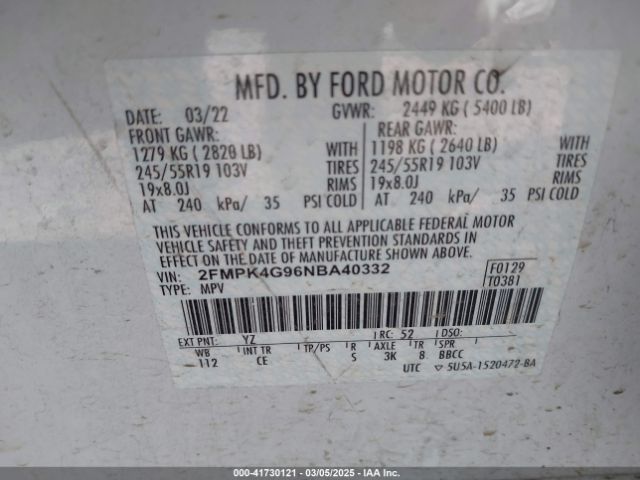 MFD. BY FORD MOTOR CO.
DATE: 03/22 GVWR: 2449 KG ( 5400 LB)
FRONT GAWR: REAR GAWR:
1279 KG ( 2820 LB) WITH 1198 KG ( 2640 LB) WITH
245/55R19 103V TIRES 245/55R19 103V TIRES
19x8.0J RIMS 19x8.0J RIMS
AT 240 kPa/ 35 PSI COLD AT 240 kPa/ 35 PSI COLD
THIS VEHICLE CONFORMS TO ALL APPLICABLE FEDERAL MOTOR
VEHICLE SAFETY AND THEFT PREVENTION STANDARDS IN
EFFECT ON THE DATE OF MANUFACTURE SHOWN ABOVE.
VIN: 2FMPK4G96NBA40332 F0129
TYPE: MPV T0381
EXT PNT: YZ RC: 52 DSO:
WB INT TR TP/PS R AXLE TR SPR
112 CE S 3K 8 BBCC
UTC ▽ 5U5A-1520472-BA
000-41730121 - 03/05/2025 - IAA Inc.